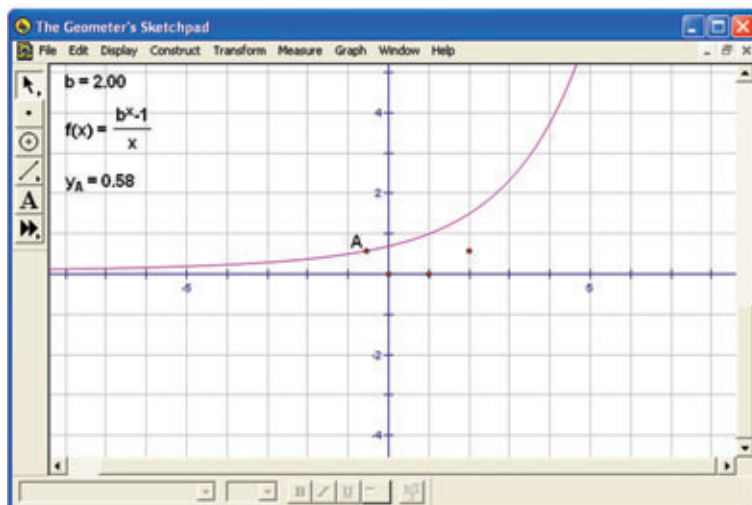 The Geometer's Sketchpad
File Edit Display Construct Transform Measure Graph Window Help
b = 2.00
f(x) = (bˣ-1)/x
y_A = 0.58
A
4
2
-5
5
-2
-4
A
B I U